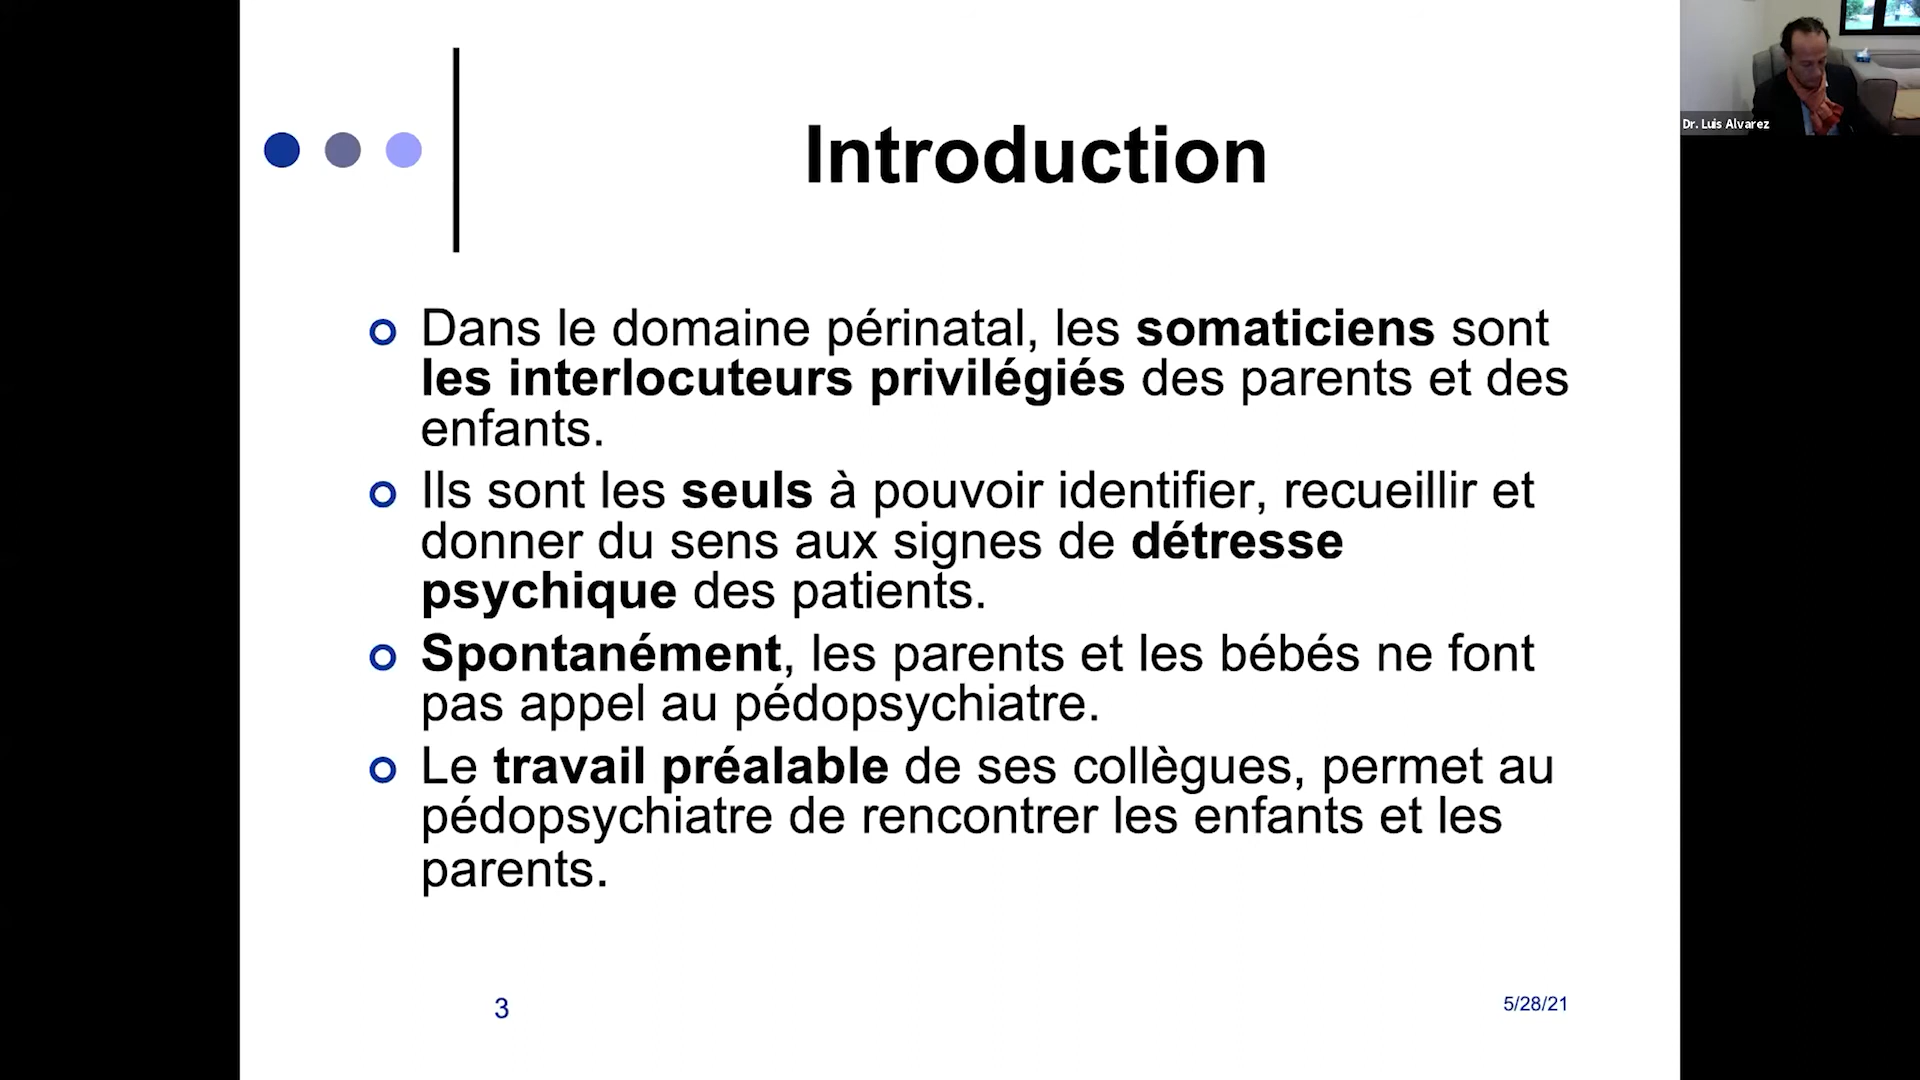 Introduction
Dans le domaine périnatal, les somaticiens sont
les interlocuteurs privilégiés des parents et des
enfants.
Ils sont les seuls à pouvoir identifier, recueillir et
donner du sens aux signes de détresse
psychique des patients.
Spontanément, les parents et les bébés ne font
pas appel au pédopsychiatre.
Le travail préalable de ses collègues, permet au
pédopsychiatre de rencontrer les enfants et les
parents.
3
5/28/21
Dr. Luis Alvarez